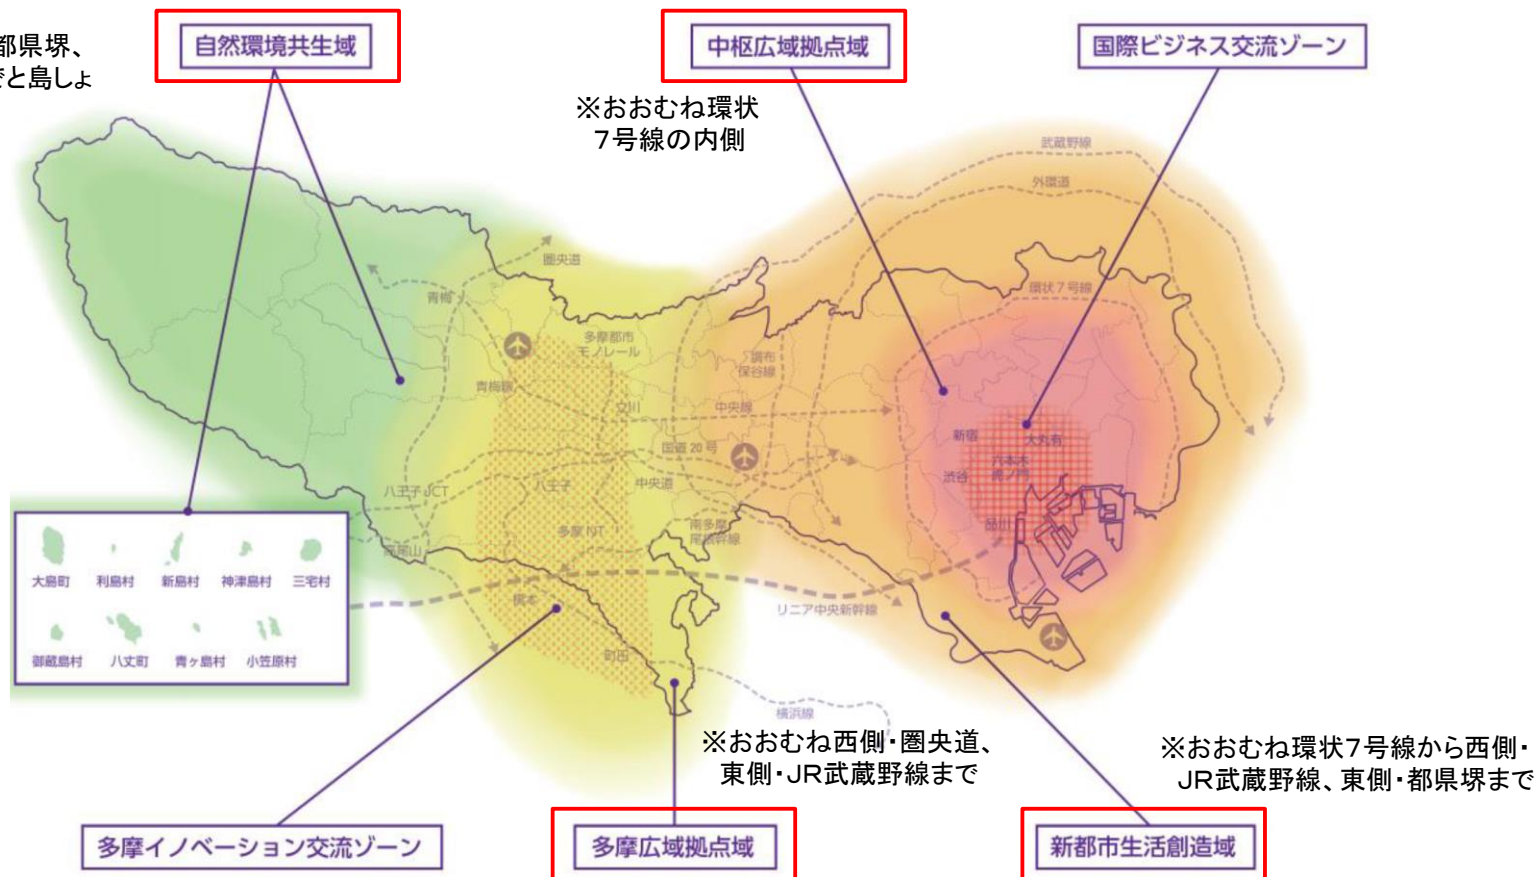 都県堺、
でと島しょ
自然環境共生域
中枢広域拠点域
国際ビジネス交流ゾーン
※おおむね環状
7号線の内側
武蔵野線
外環道
圏央道
環状7号線
青梅
多摩都市
モノレール
調布
保谷線
青梅線
立川
中央線
新宿
大丸有
国道20号
六本木
虎ノ門
渋谷
八王子JCT
八王子
中央道
品川
多摩NT
南多摩
尾根幹線
高尾山
大島町
利島村
新島村
神津島村
三宅村
橋本
リニア中央新幹線
御蔵島村
八丈町
青ヶ島村
小笠原村
町田
横浜線
※おおむね西側・圏央道、
東側・JR武蔵野線まで
※おおむね環状7号線から西側・
JR武蔵野線、東側・都県堺まで
多摩イノベーション交流ゾーン
多摩広域拠点域
新都市生活創造域